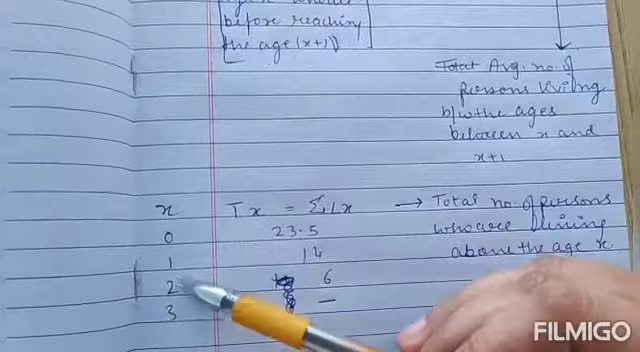 before reaching
the age (x+1)
Total Avg. no. of
persons living
b/w the ages
between x and
x+1
x Tx = Σ Lx → Total no of persons
0 23.5 who are living
1 14 above the age x
2 6
3 —
FILMIGO